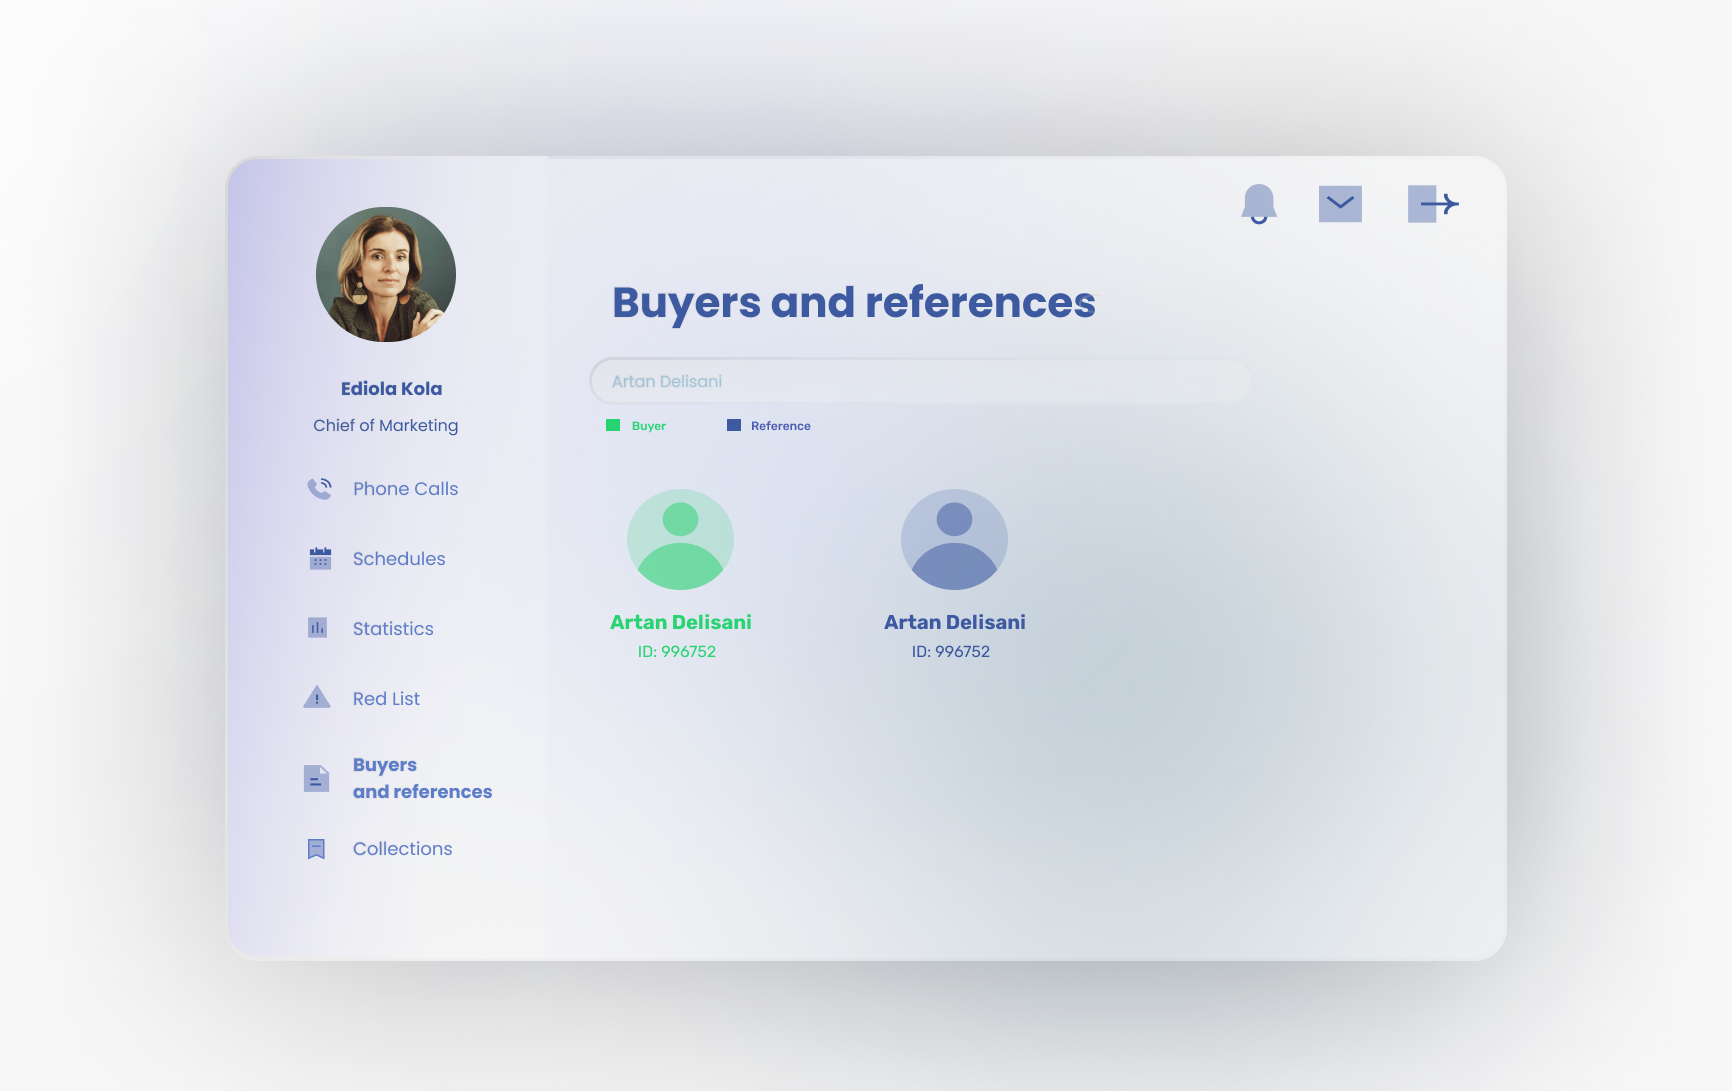 Ediola Kola
Chief of Marketing
Phone Calls
Schedules
Statistics
Red List
Buyers
and references
Collections
Buyers and references
Artan Delisani
Buyer
Reference
Artan Delisani
ID: 996752
Artan Delisani
ID: 996752